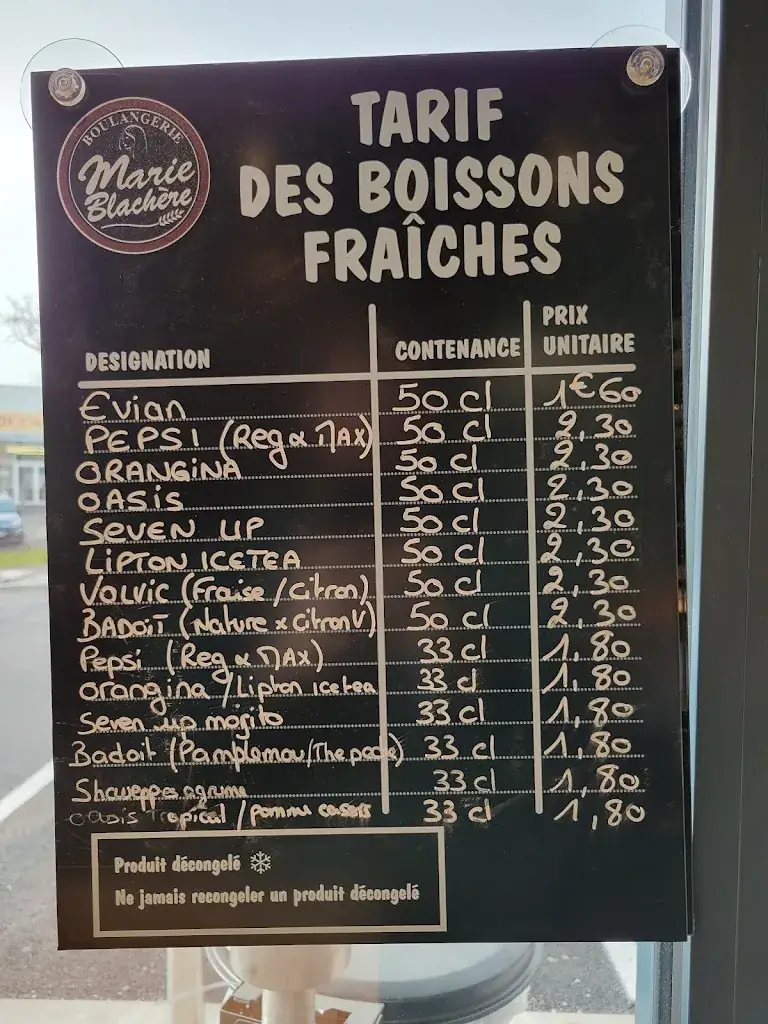 BOULANGERIE
Marie
Blachère
TARIF
DES BOISSONS
FRAÎCHES
DESIGNATION CONTENANCE PRIX UNITAIRE
Evian 50 cl 1€60
PEPSI (Reg & MAX) 50 cl 2,30
ORANGINA 50 cl 2,30
OASIS 50 cl 2,30
SEVEN UP 50 cl 2,30
LIPTON ICETEA 50 cl 2,30
VOLVIC (Fraise/Citron) 50 cl 2,30
BADOIT (Nature x CitronV) 50 cl 2,30
Pepsi (Reg & MAX) 33 cl 1,80
Orangina /Lipton icetea 33 cl 1,80
Seven up mojito 33 cl 1,80
Badoit (Pamplemou/The peche) 33 cl 1,80
Shweppes agrum 33 cl 1,80
Oasis Tropical / pomme cassis 33 cl 1,80
Produit décongelé
Ne jamais recongeler un produit décongelé